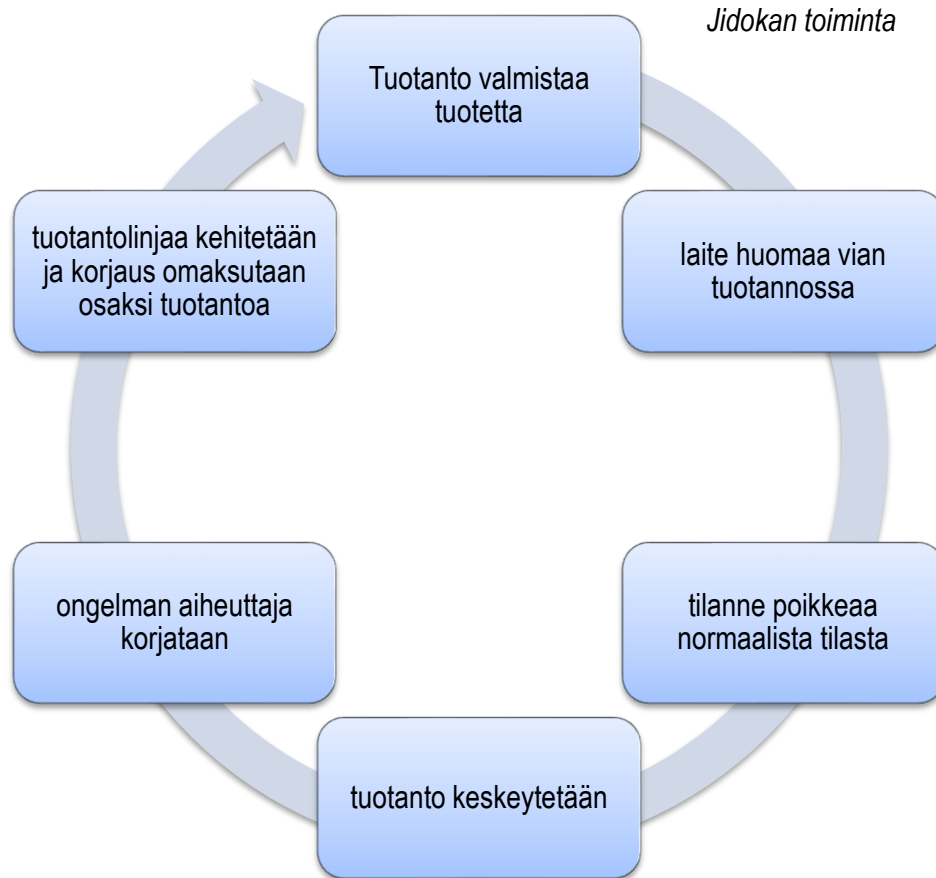 Jidokan toiminta
Tuotanto valmistaa
tuotetta
laite huomaa vian
tuotannossa
tilanne poikkeaa
normaalista tilasta
tuotanto keskeytetään
ongelman aiheuttaja
korjataan
tuotantolinjaa kehitetään
ja korjaus omaksutaan
osaksi tuotantoa